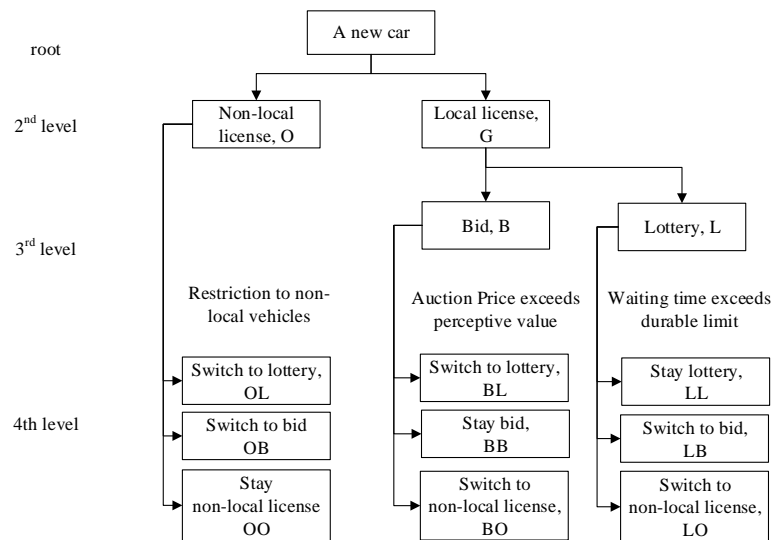 A new car
root
Non-local
license, O
Local license,
G
2nd level
Bid, B
Lottery, L
3rd level
Restriction to non-
local vehicles
Auction Price exceeds
perceptive value
Waiting time exceeds
durable limit
Switch to lottery,
OL
Switch to lottery,
BL
Stay lottery,
LL
4th level
Switch to bid
OB
Stay bid,
BB
Switch to bid,
LB
Stay
non-local license
OO
Switch to
non-local license,
BO
Switch to
non-local license,
LO